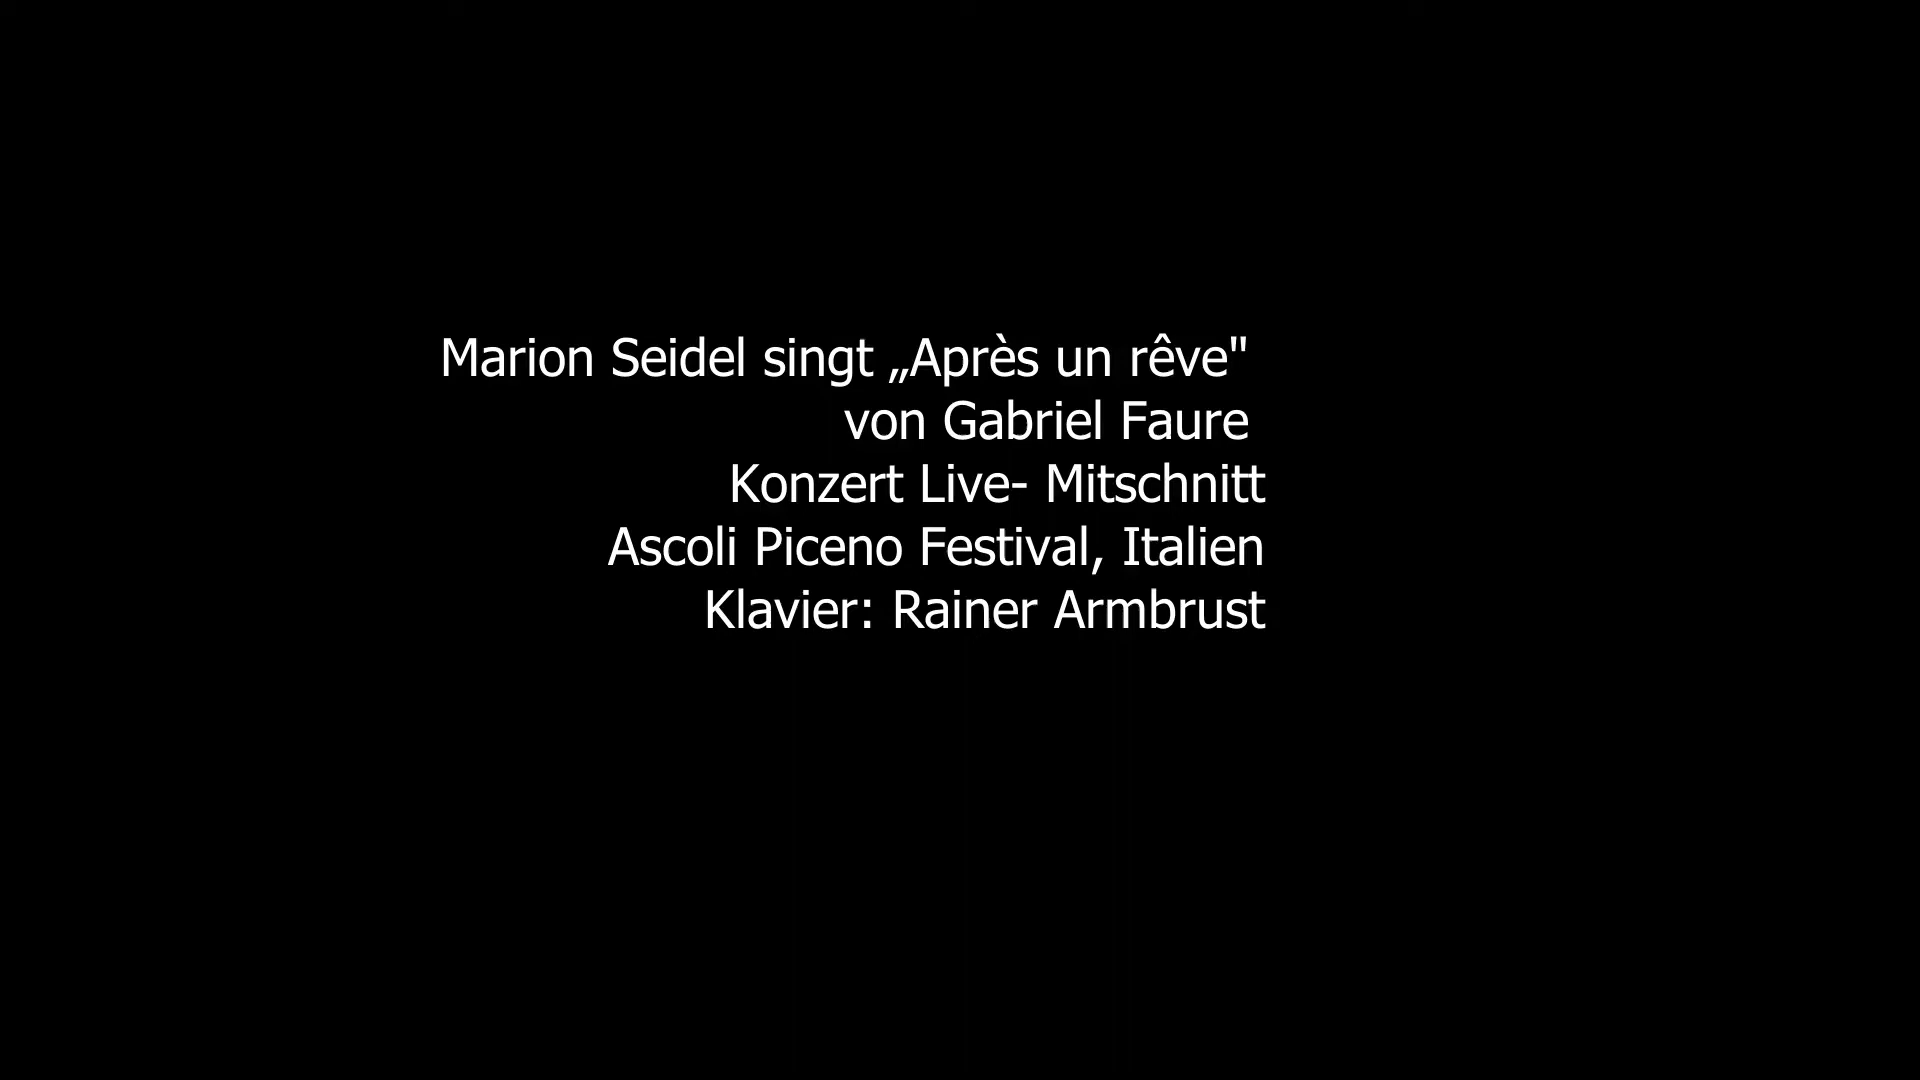 Marion Seidel singt „Après un rêve"
von Gabriel Faure
Konzert Live- Mitschnitt
Ascoli Piceno Festival, Italien
Klavier: Rainer Armbrust